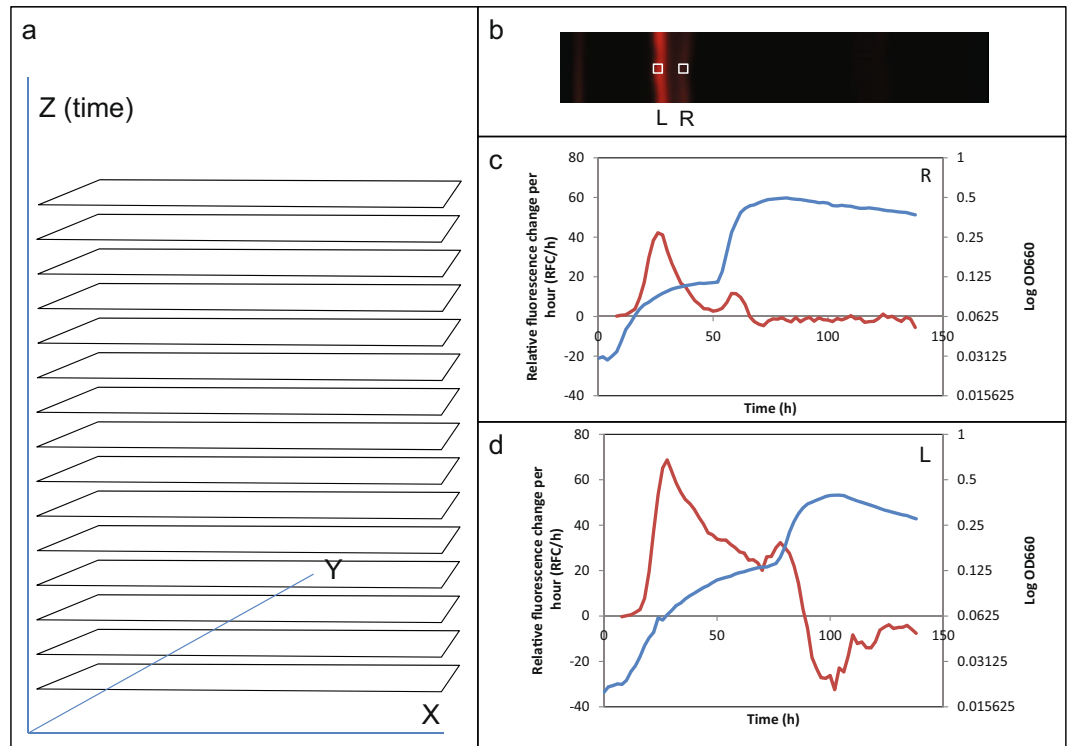 a
Z (time)
Y
X
b
L R
c
R
Relative fluorescence change per
hour (RFC/h)
80
60
40
20
0
-20
-40
0 50 100 150
Time (h)
1
0.5
0.25
0.125
0.0625
0.03125
0.015625
Log OD660
d
L
Relative fluorescence change per
hour (RFC/h)
80
60
40
20
0
-20
-40
0 50 100 150
Time (h)
1
0.5
0.25
0.125
0.0625
0.03125
0.015625
Log OD660